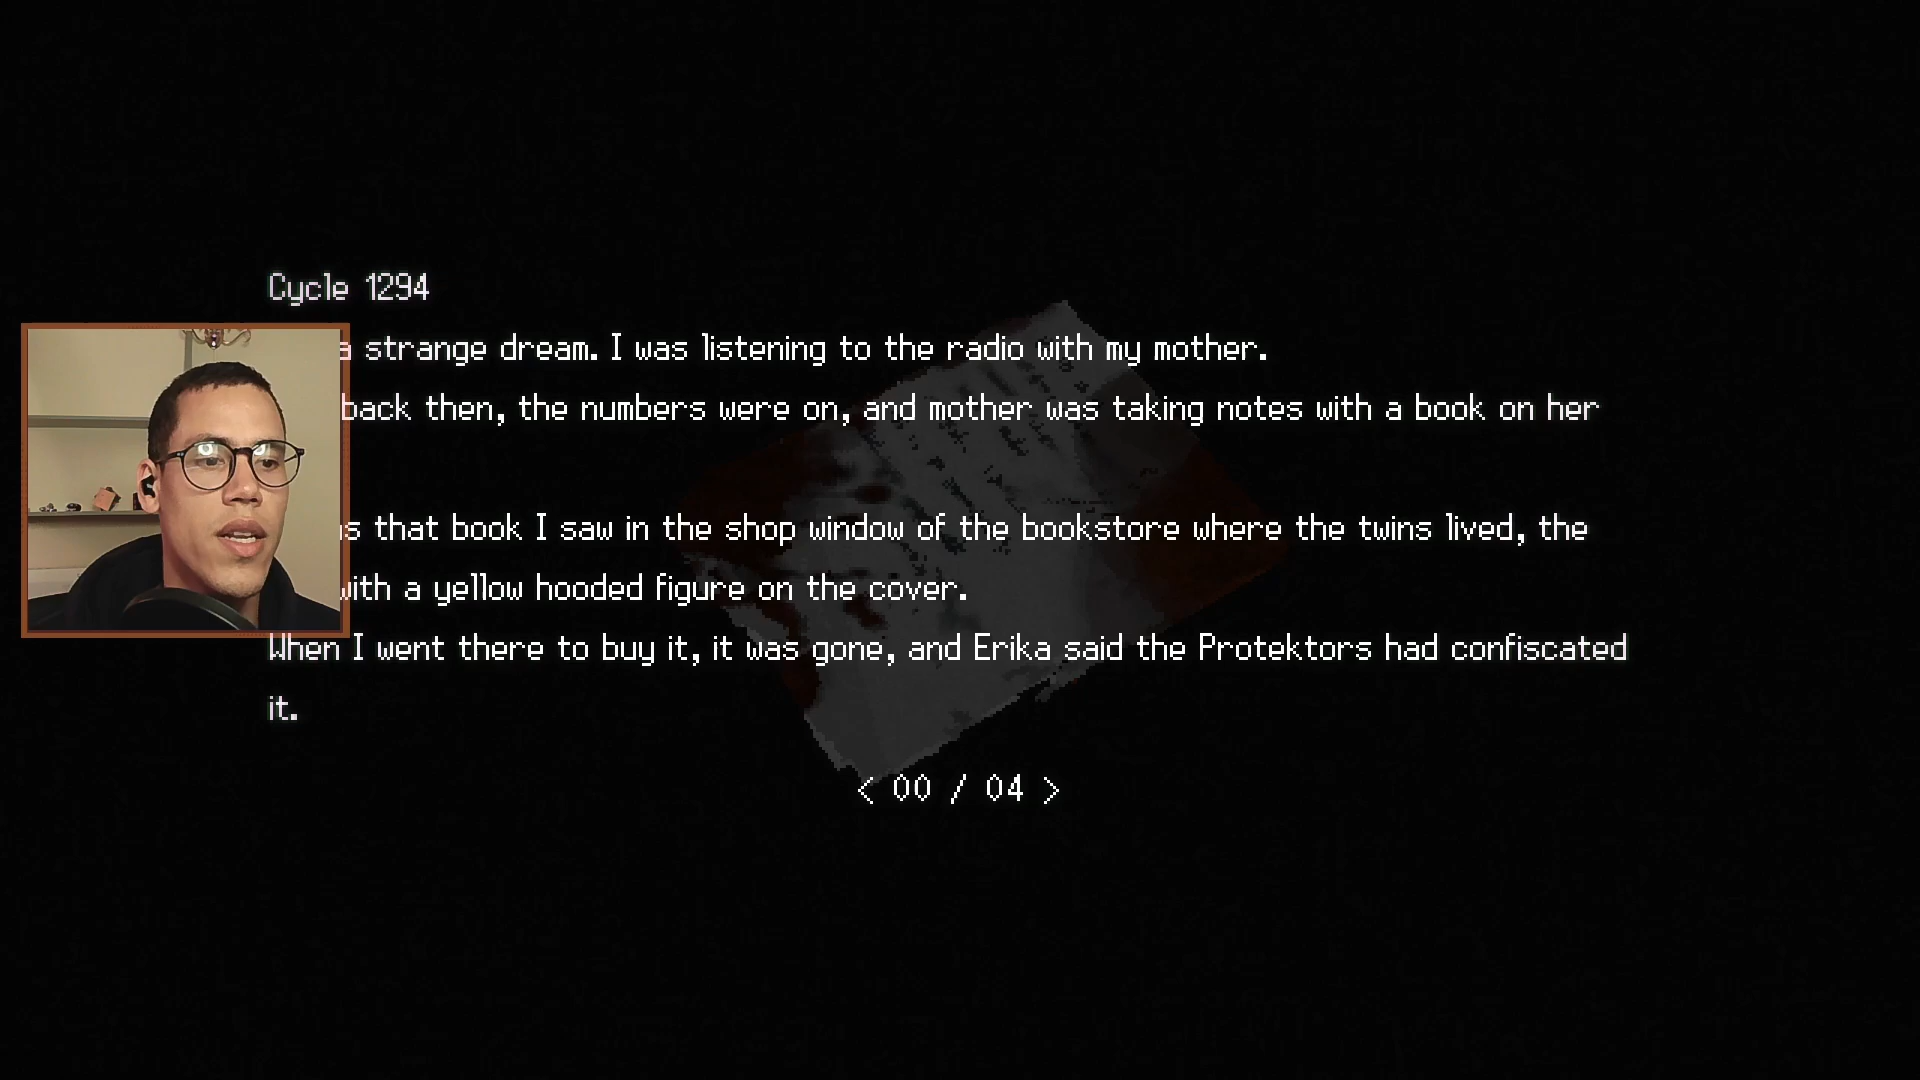 Cycle 1294
a strange dream. I was listening to the radio with my mother.
back then, the numbers were on, and mother was taking notes with a book on her
that book I saw in the shop window of the bookstore where the twins lived, the
with a yellow hooded figure on the cover.
When I went there to buy it, it was gone, and Erika said the Protektors had confiscated
it.
< 00 / 04 >